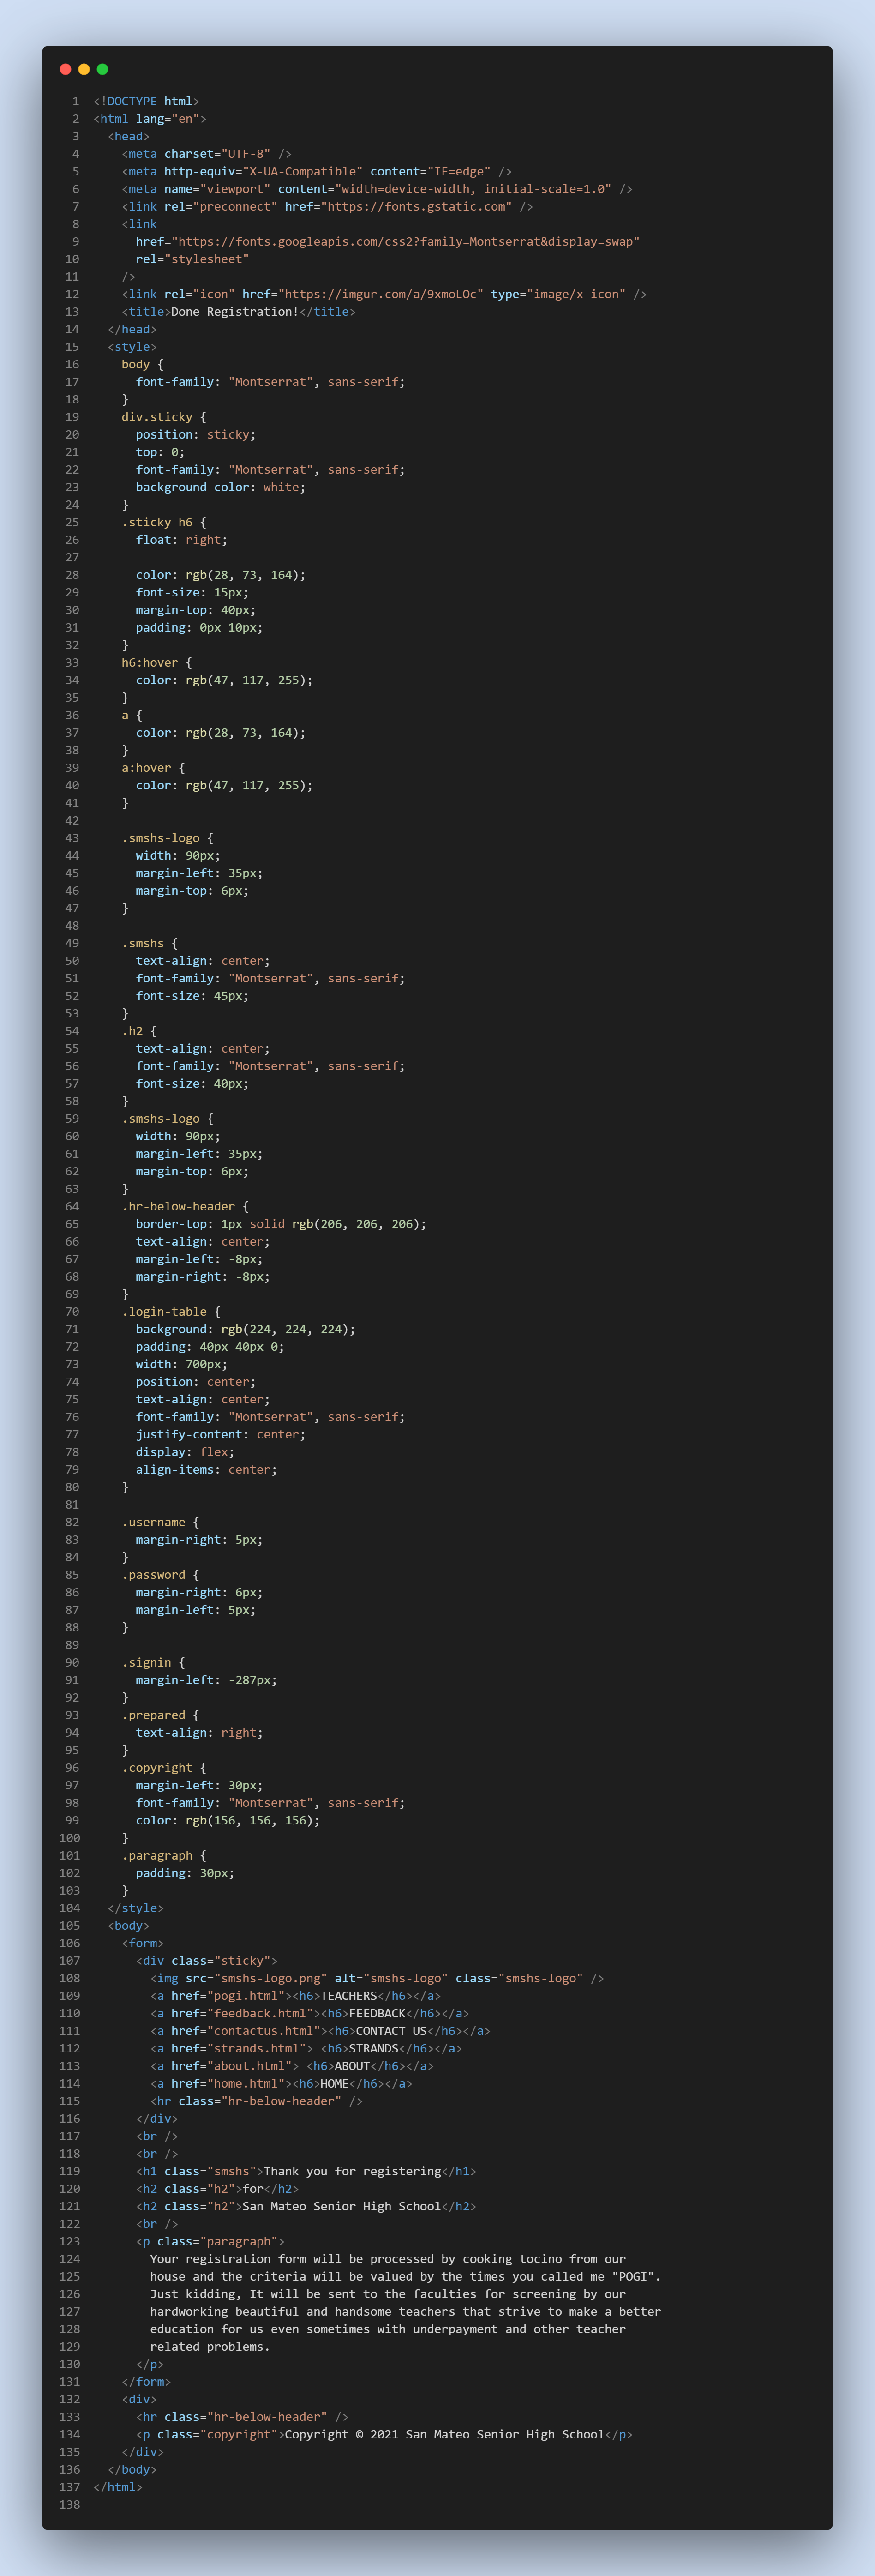 1 <!DOCTYPE html>
2 <html lang="en">
3   <head>
4     <meta charset="UTF-8" />
5     <meta http-equiv="X-UA-Compatible" content="IE=edge" />
6     <meta name="viewport" content="width=device-width, initial-scale=1.0" />
7     <link rel="preconnect" href="https://fonts.gstatic.com" />
8     <link
9       href="https://fonts.googleapis.com/css2?family=Montserrat&display=swap"
10       rel="stylesheet"
11     />
12     <link rel="icon" href="https://imgur.com/a/9xmoLOc" type="image/x-icon" />
13     <title>Done Registration!</title>
14   </head>
15   <style>
16     body {
17       font-family: "Montserrat", sans-serif;
18     }
19     div.sticky {
20       position: sticky;
21       top: 0;
22       font-family: "Montserrat", sans-serif;
23       background-color: white;
24     }
25     .sticky h6 {
26       float: right;
27
28       color: rgb(28, 73, 164);
29       font-size: 15px;
30       margin-top: 40px;
31       padding: 0px 10px;
32     }
33     h6:hover {
34       color: rgb(47, 117, 255);
35     }
36     a {
37       color: rgb(28, 73, 164);
38     }
39     a:hover {
40       color: rgb(47, 117, 255);
41     }
42
43     .smshs-logo {
44       width: 90px;
45       margin-left: 35px;
46       margin-top: 6px;
47     }
48
49     .smshs {
50       text-align: center;
51       font-family: "Montserrat", sans-serif;
52       font-size: 45px;
53     }
54     .h2 {
55       text-align: center;
56       font-family: "Montserrat", sans-serif;
57       font-size: 40px;
58     }
59     .smshs-logo {
60       width: 90px;
61       margin-left: 35px;
62       margin-top: 6px;
63     }
64     .hr-below-header {
65       border-top: 1px solid rgb(206, 206, 206);
66       text-align: center;
67       margin-left: -8px;
68       margin-right: -8px;
69     }
70     .login-table {
71       background: rgb(224, 224, 224);
72       padding: 40px 40px 0;
73       width: 700px;
74       position: center;
75       text-align: center;
76       font-family: "Montserrat", sans-serif;
77       justify-content: center;
78       display: flex;
79       align-items: center;
80     }
81
82     .username {
83       margin-right: 5px;
84     }
85     .password {
86       margin-right: 6px;
87       margin-left: 5px;
88     }
89
90     .signin {
91       margin-left: -287px;
92     }
93     .prepared {
94       text-align: right;
95     }
96     .copyright {
97       margin-left: 30px;
98       font-family: "Montserrat", sans-serif;
99       color: rgb(156, 156, 156);
100     }
101     .paragraph {
102       padding: 30px;
103     }
104   </style>
105   <body>
106     <form>
107       <div class="sticky">
108         <img src="smshs-logo.png" alt="smshs-logo" class="smshs-logo" />
109         <a href="pogi.html"><h6>TEACHERS</h6></a>
110         <a href="feedback.html"><h6>FEEDBACK</h6></a>
111         <a href="contactus.html"><h6>CONTACT US</h6></a>
112         <a href="strands.html"> <h6>STRANDS</h6></a>
113         <a href="about.html"> <h6>ABOUT</h6></a>
114         <a href="home.html"><h6>HOME</h6></a>
115         <hr class="hr-below-header" />
116       </div>
117       <br />
118       <br />
119       <h1 class="smshs">Thank you for registering</h1>
120       <h2 class="h2">for</h2>
121       <h2 class="h2">San Mateo Senior High School</h2>
122       <br />
123       <p class="paragraph">
124         Your registration form will be processed by cooking tocino from our
125         house and the criteria will be valued by the times you called me "POGI".
126         Just kidding, It will be sent to the faculties for screening by our
127         hardworking beautiful and handsome teachers that strive to make a better
128         education for us even sometimes with underpayment and other teacher
129         related problems.
130       </p>
131     </form>
132     <div>
133       <hr class="hr-below-header" />
134       <p class="copyright">Copyright © 2021 San Mateo Senior High School</p>
135     </div>
136   </body>
137 </html>
138